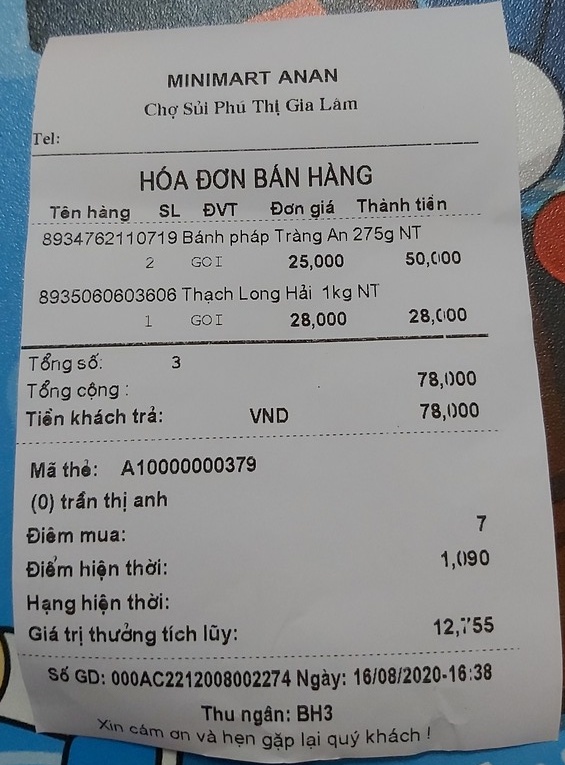 MINIMART ANAN
Chợ Sủi Phú Thị Gia Lâm
Tel:
HÓA ĐƠN BÁN HÀNG
Tên hàng SL ĐVT Đơn giá Thành tiền
8934762110719 Bánh pháp Tràng An 275g NT
2 GOI 25,000 50,000
8935060603606 Thạch Long Hải 1kg NT
1 GOI 28,000 28,000
Tổng số: 3
Tổng cộng : 78,000
Tiền khách trả: VND 78,000
Mã thẻ: A10000000379
(0) trần thị anh
Điểm mua: 7
Điểm hiện thời: 1,090
Hạng hiện thời:
Giá trị thưởng tích lũy: 12,755
Số GD: 000AC2212008002274 Ngày: 16/08/2020-16:38
Thu ngân: BH3
Xin cám ơn và hẹn gặp lại quý khách !